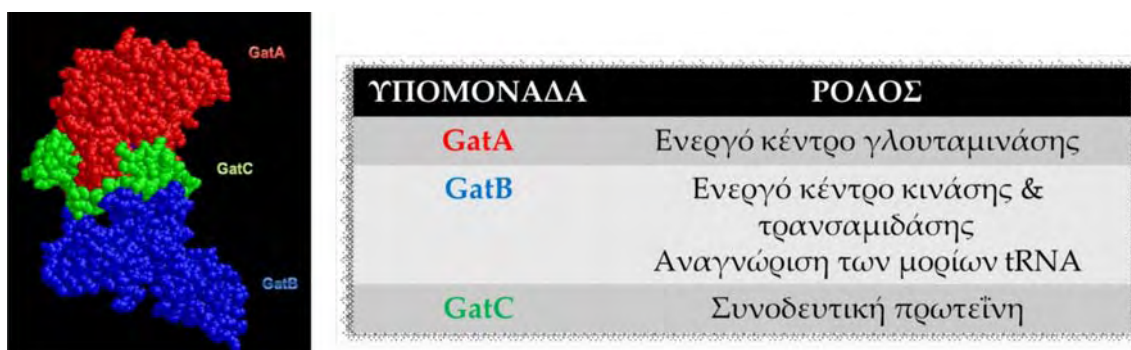 GatA
GatC
GatB
ΥΠΟΜΟΝΑΔΑ ΡΟΛΟΣ
GatA Ενεργό κέντρο γλουταμινάσης
GatB Ενεργό κέντρο κινάσης &
τρανσαμιδάσης
Αναγνώριση των μορίων tRNA
GatC Συνοδευτική πρωτεΐνη